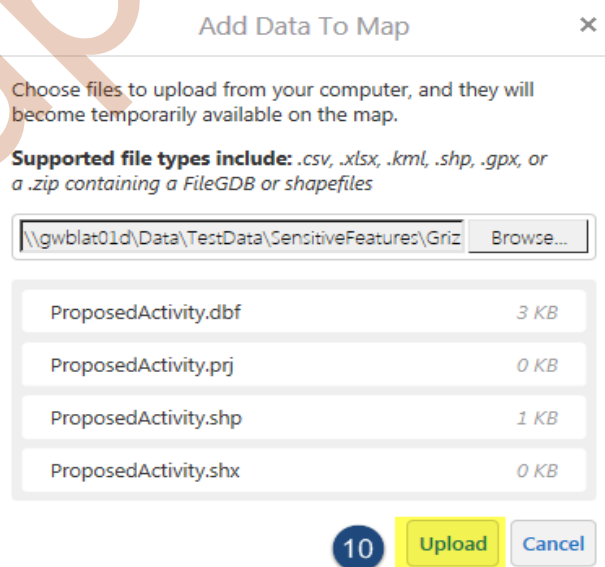 Add Data To Map ×
Choose files to upload from your computer, and they will
become temporarily available on the map.
Supported file types include: .csv, .xlsx, .kml, .shp, .gpx, or
a .zip containing a FileGDB or shapefiles
\\gwblat01d\Data\TestData\SensitiveFeatures\Griz Browse...
ProposedActivity.dbf 3 KB
ProposedActivity.prj 0 KB
ProposedActivity.shp 1 KB
ProposedActivity.shx 0 KB
10 Upload Cancel